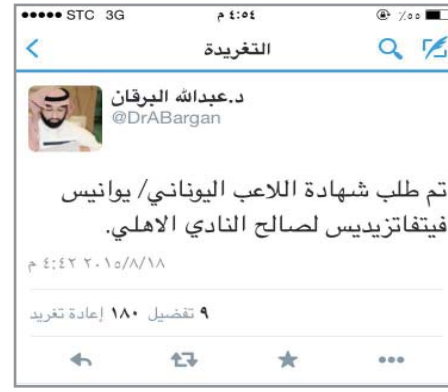 STC 3G ٤:٥٤ م ٪٥٥
التغريدة
د.عبدالله البرقان
@DrABargan
تم طلب شهادة اللاعب اليوناني/ يوانيس
فيتفاتزيديس لصالح النادي الاهلي.
٢٠١٥/٨/١٨ ٤:٤٢ م
٩ تفضيل ١٨٠ إعادة تغريد